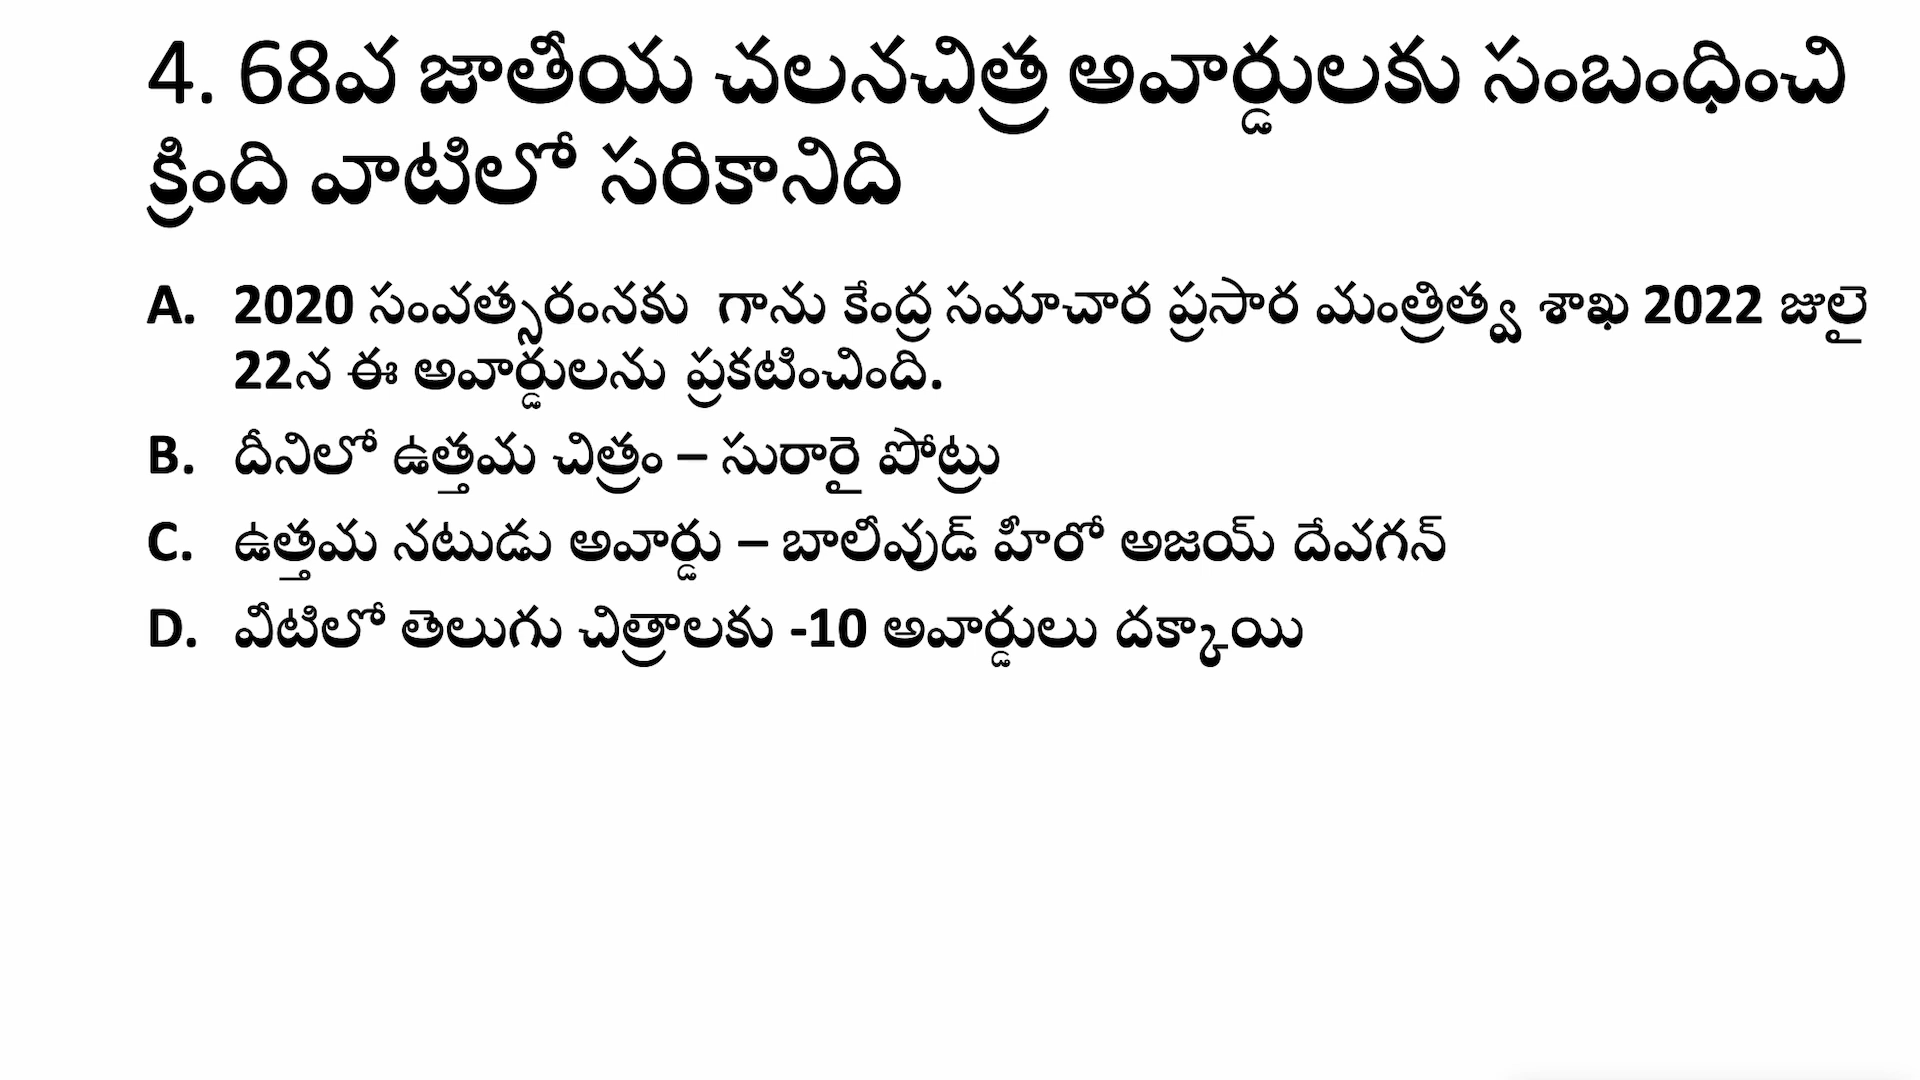 4. 68వ జాతీయ చలనచిత్ర అవార్డులకు సంబంధించి
క్రింది వాటిలో సరికానిది
A. 2020 సంవత్సరంనకు గాను కేంద్ర సమాచార ప్రసార మంత్రిత్వ శాఖ 2022 జులై
22న ఈ అవార్డులను ప్రకటించింది.
B. దీనిలో ఉత్తమ చిత్రం – సురారై పోట్రు
C. ఉత్తమ నటుడు అవార్డు – బాలీవుడ్ హీరో అజయ్ దేవగన్
D. వీటిలో తెలుగు చిత్రాలకు -10 అవార్డులు దక్కాయి